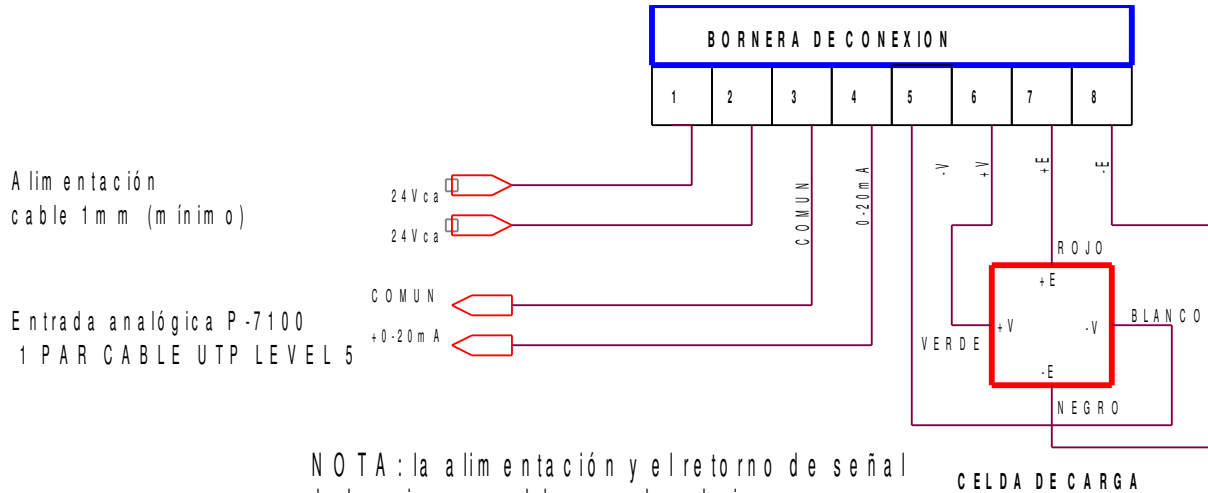 BORNERA DE CONEXION
1 2 3 4 5 6 7 8
-V +V +E -E
COMUN
0-20mA
Alimentación
cable 1mm (mínimo)
24Vca
24Vca
Entrada analógica P-7100
1 PAR CABLE UTP LEVEL 5
COMUN
+0-20mA
ROJO
+E
+V
-V
-E
BLANCO
VERDE
NEGRO
NOTA: la alimentación y el retorno de señal
CELDA DE CARGA